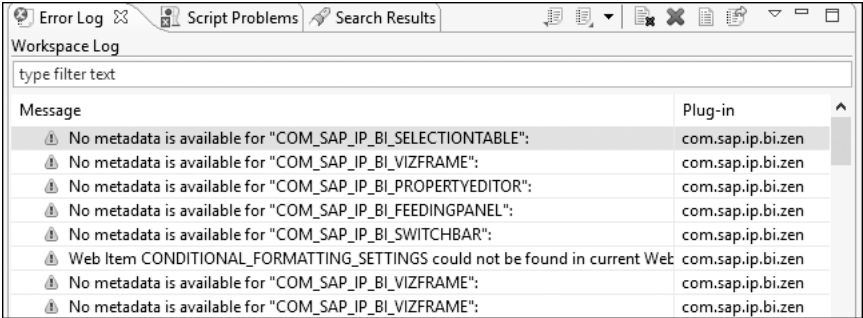 Error Log Script Problems Search Results
Workspace Log
type filter text
Message Plug-in
No metadata is available for "COM_SAP_IP_BI_SELECTIONTABLE": com.sap.ip.bi.zen
No metadata is available for "COM_SAP_IP_BI_VIZFRAME": com.sap.ip.bi.zen
No metadata is available for "COM_SAP_IP_BI_PROPERTYEDITOR": com.sap.ip.bi.zen
No metadata is available for "COM_SAP_IP_BI_FEEDINGPANEL": com.sap.ip.bi.zen
No metadata is available for "COM_SAP_IP_BI_SWITCHBAR": com.sap.ip.bi.zen
Web Item CONDITIONAL_FORMATTING_SETTINGS could not be found in current Web com.sap.ip.bi.zen
No metadata is available for "COM_SAP_IP_BI_VIZFRAME": com.sap.ip.bi.zen
No metadata is available for "COM_SAP_IP_BI_VIZFRAME": com.sap.ip.bi.zen